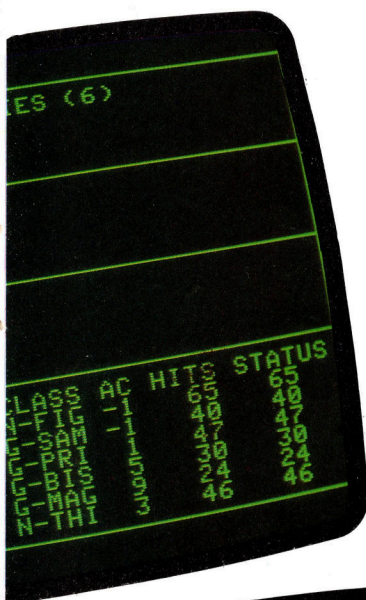 IES (6)
CLASS AC HITS STATUS
N-FIG -1 65 65
G-SAM -1 40 40
G-PRI 1 47 47
G-BIS 5 30 30
G-MAG 9 24 24
N-THI 3 46 46